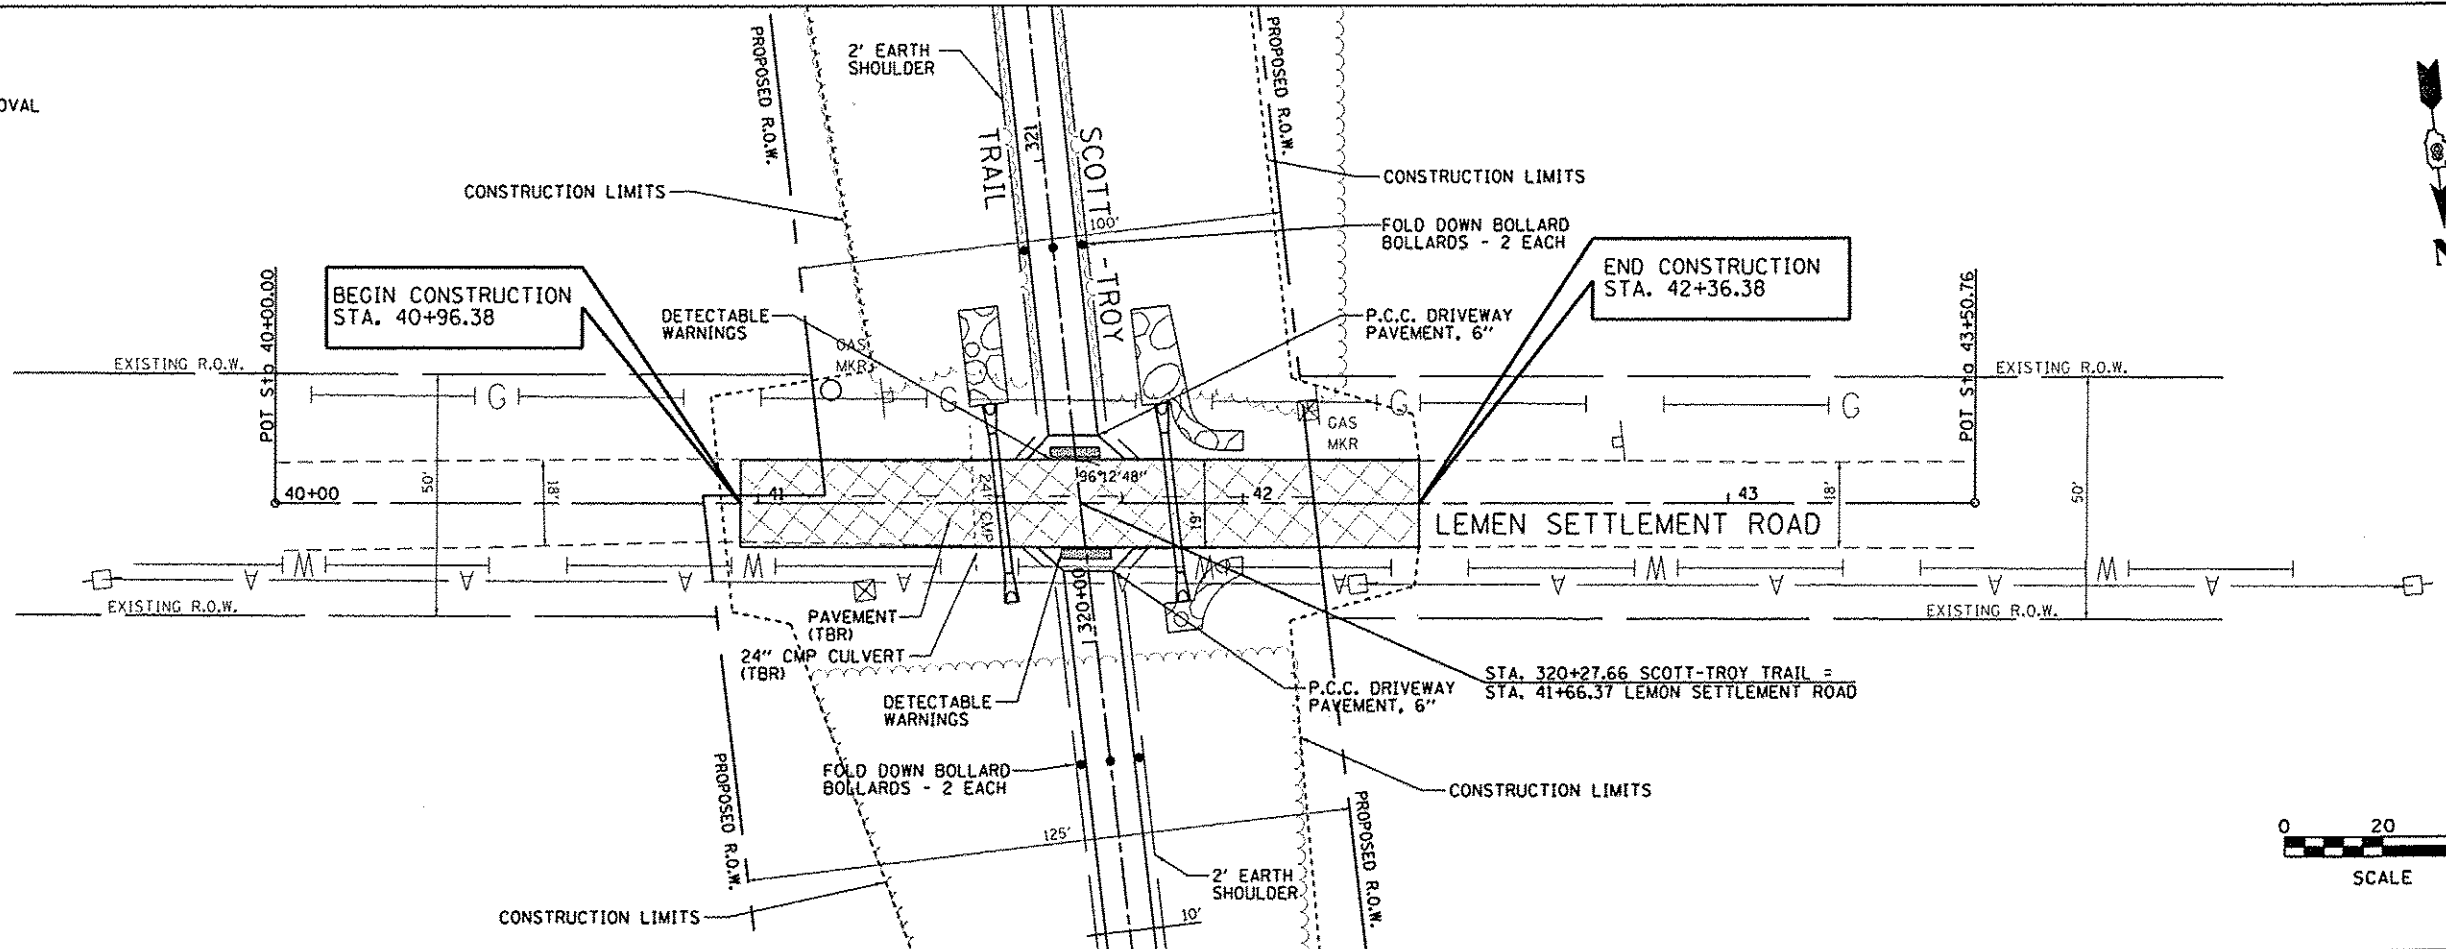 OVAL
PROPOSED R.O.W.
2' EARTH
SHOULDER
TRAIL
321
SCOTT-TROY
PROPOSED R.O.W.
CONSTRUCTION LIMITS
CONSTRUCTION LIMITS
100'
FOLD DOWN BOLLARD
BOLLARDS - 2 EACH
BEGIN CONSTRUCTION
STA. 40+96.38
END CONSTRUCTION
STA. 42+36.38
N
POT Sta 40+00.00
DETECTABLE
WARNINGS
P.C.C. DRIVEWAY
PAVEMENT, 6"
POT Sta 43+50.76
GAS
MKR
EXISTING R.O.W.
EXISTING R.O.W.
G
G
G
G
GAS
MKR
40+00
50'
18'
41
24" CMP
96°12'48"
19'
42
43
18'
50'
LEMEN SETTLEMENT ROAD
W
W
W
W
W
A
A
A
A
A
A
A
A
A
EXISTING R.O.W.
EXISTING R.O.W.
320+00
PAVEMENT
(TBR)
24" CMP CULVERT
(TBR)
STA. 320+27.66 SCOTT-TROY TRAIL =
STA. 41+66.37 LEMON SETTLEMENT ROAD
DETECTABLE
WARNINGS
P.C.C. DRIVEWAY
PAVEMENT, 6"
PROPOSED R.O.W.
FOLD DOWN BOLLARD
BOLLARDS - 2 EACH
CONSTRUCTION LIMITS
PROPOSED R.O.W.
125'
2' EARTH
SHOULDER
CONSTRUCTION LIMITS
10'
0 20
SCALE